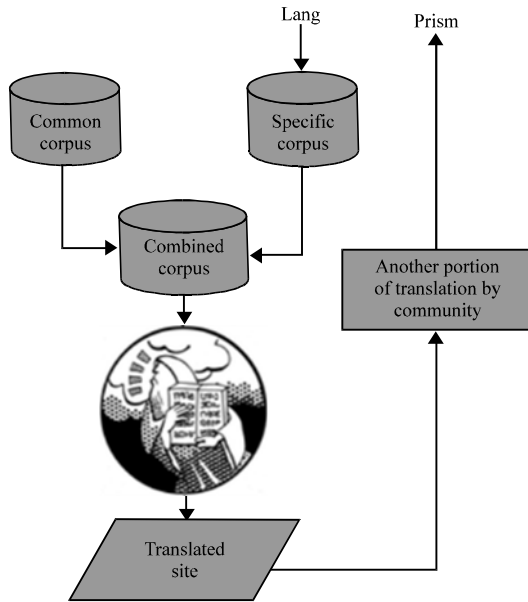 Lang
Prism
Common
corpus
Specific
corpus
Combined
corpus
Another portion
of translation by
community
Translated
site